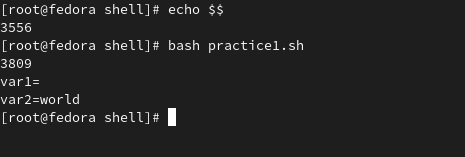 [root@fedora shell]# echo $$
3556
[root@fedora shell]# bash practice1.sh
3809
var1=
var2=world
[root@fedora shell]#